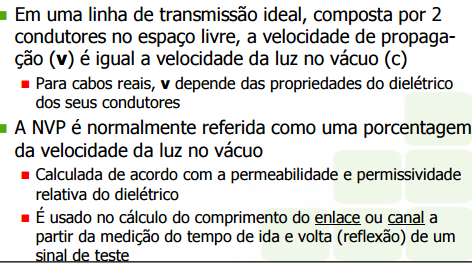 Em uma linha de transmissão ideal, composta por 2
condutores no espaço livre, a velocidade de propaga-
ção (v) é igual a velocidade da luz no vácuo (c)
Para cabos reais, v depende das propriedades do dielétrico
dos seus condutores
A NVP é normalmente referida como uma porcentagem
da velocidade da luz no vácuo
Calculada de acordo com a permeabilidade e permissividade
relativa do dielétrico
É usado no cálculo do comprimento do enlace ou canal a
partir da medição do tempo de ida e volta (reflexão) de um
sinal de teste